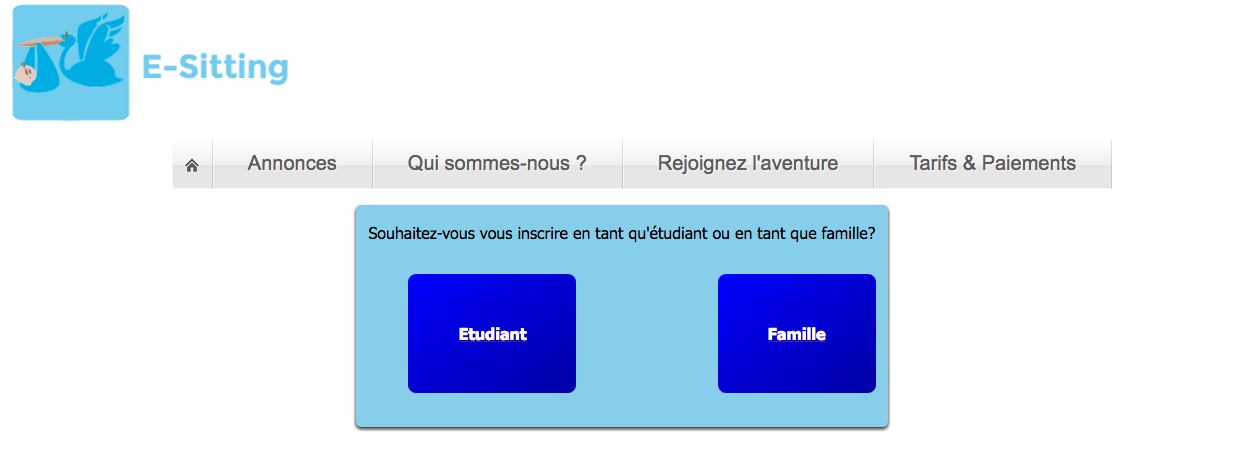 E-Sitting
Annonces Qui sommes-nous ? Rejoignez l'aventure Tarifs & Paiements
Souhaitez-vous vous inscrire en tant qu'étudiant ou en tant que famille?
Etudiant Famille